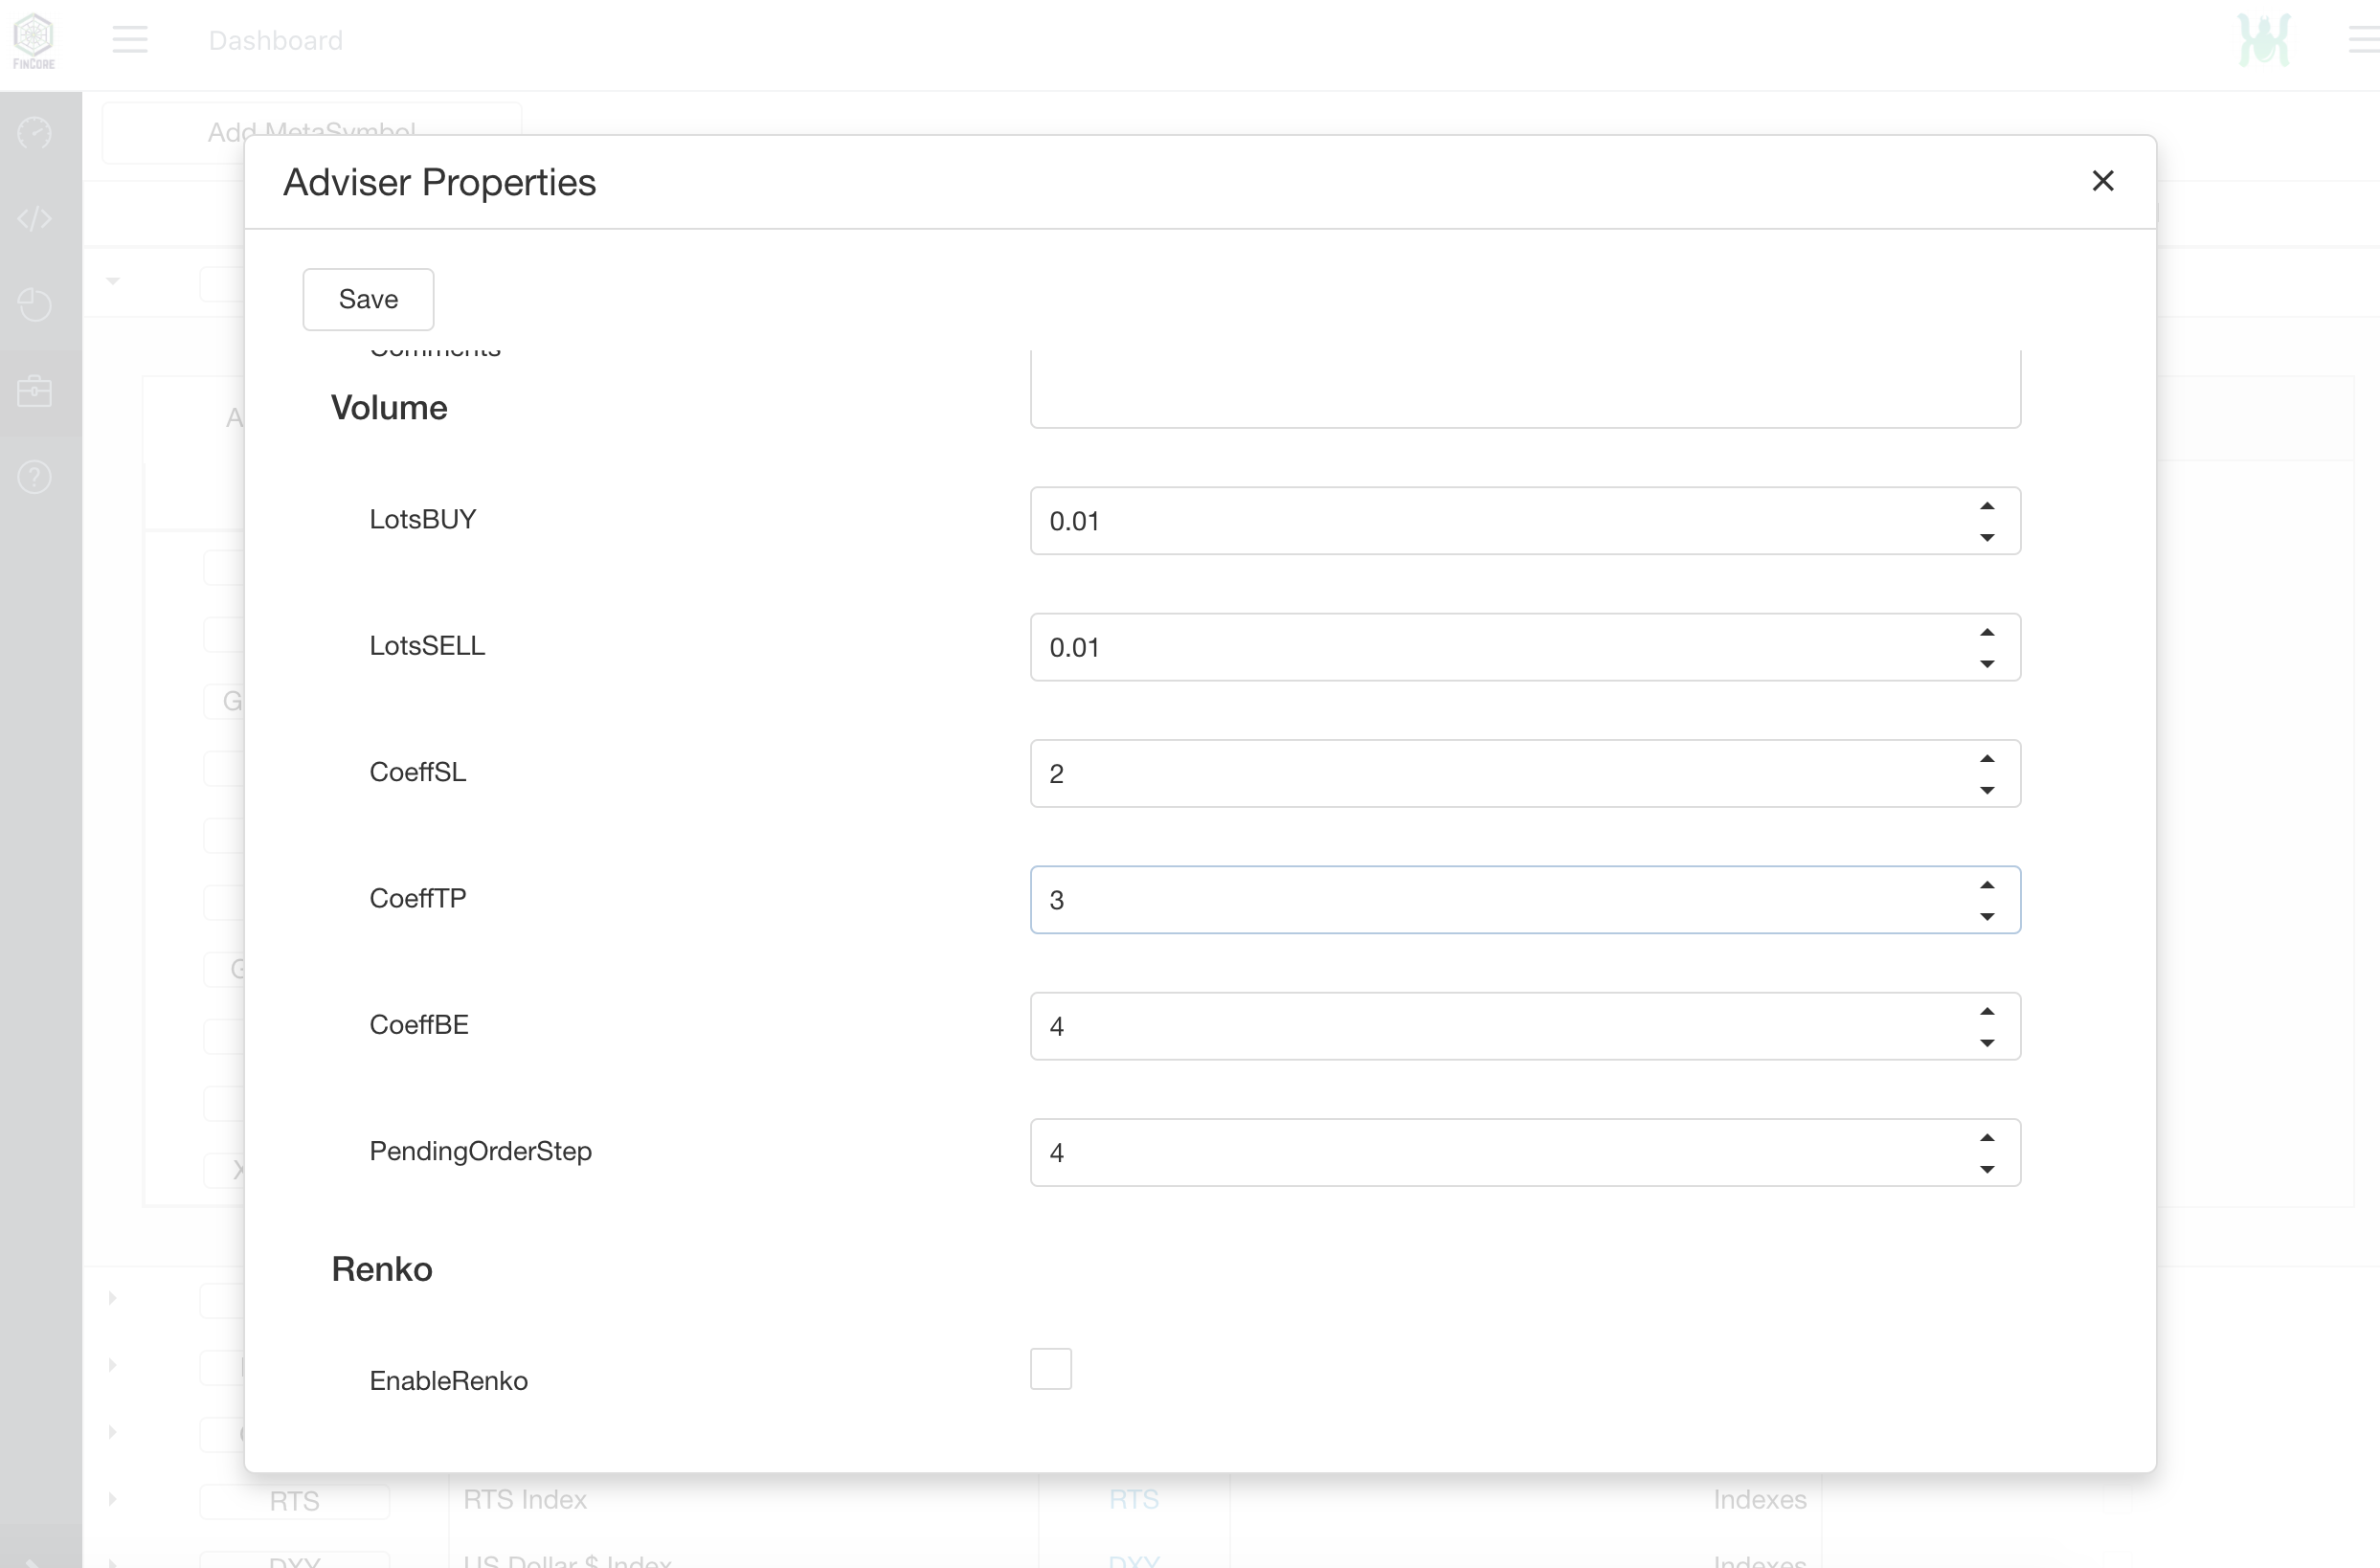 FINCORE
Dashboard
Add MetaSymbol
Adviser Properties
Save
Comments
Volume
LotsBUY
0.01
LotsSELL
0.01
CoeffSL
2
CoeffTP
3
CoeffBE
4
PendingOrderStep
4
Renko
EnableRenko
RTS
RTS Index
RTS
Indexes
DXY
US Dollar $ Index
DXY
Indexes